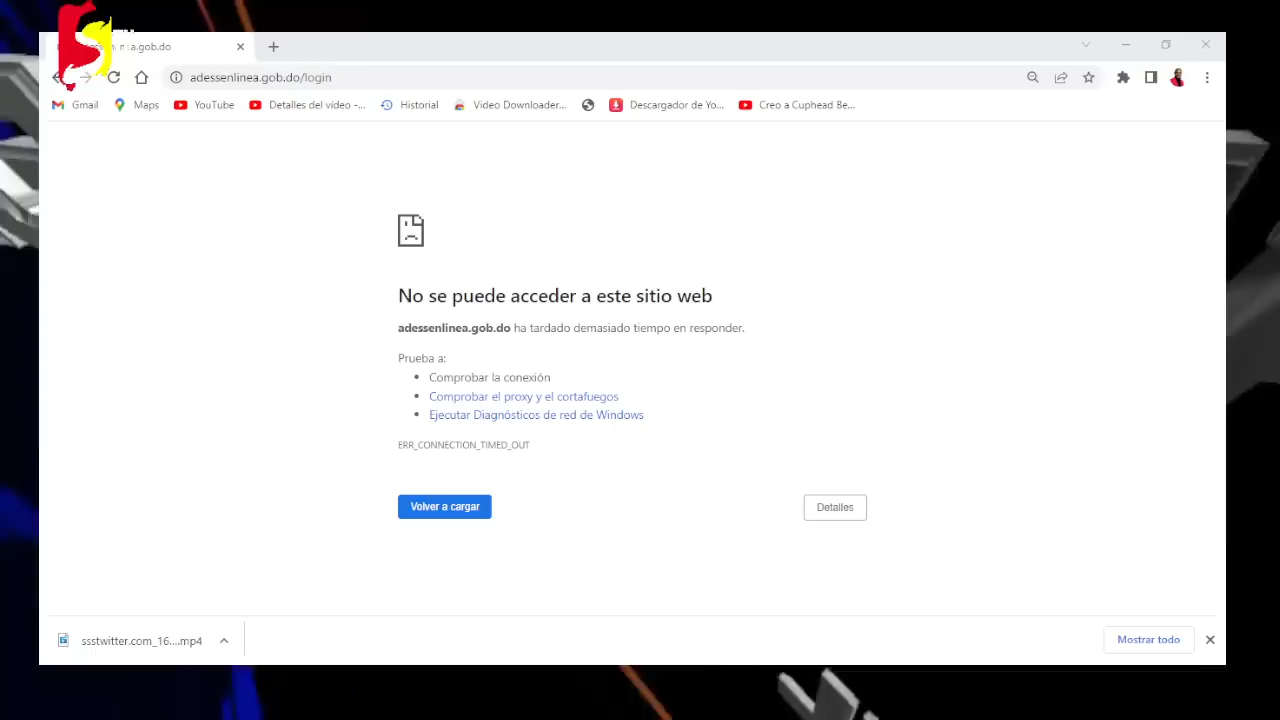 a.gob.do
adessenlinea.gob.do/login
Gmail
Maps
YouTube
Detalles del vídeo -...
Historial
Video Downloader...
Descargador de Yo...
Creo a Cuphead Be...
No se puede acceder a este sitio web
adessenlinea.gob.do ha tardado demasiado tiempo en responder.
Prueba a:
Comprobar la conexión
Comprobar el proxy y el cortafuegos
Ejecutar Diagnósticos de red de Windows
ERR_CONNECTION_TIMED_OUT
Volver a cargar
Detalles
ssstwitter.com_16....mp4
Mostrar todo